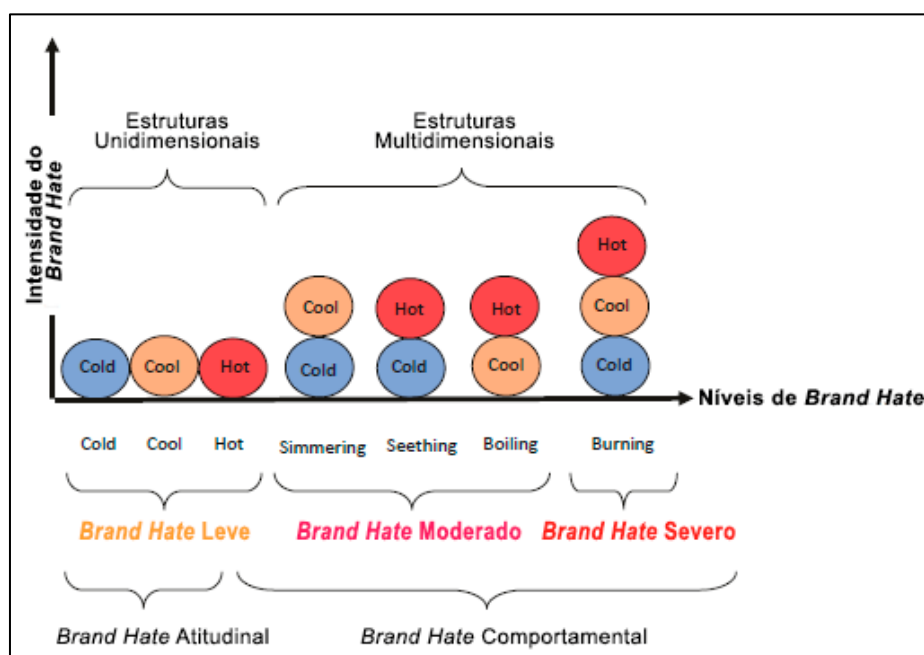 Estruturas
Unidimensionais
Estruturas
Multidimensionais
Intensidade do
Brand Hate
Hot
Cool Hot Hot Cool
Cold Cool Hot Cold Cold Cool Cold
Níveis de Brand Hate
Cold Cool Hot Simmering Seething Boiling Burning
Brand Hate Leve Brand Hate Moderado Brand Hate Severo
Brand Hate Atitudinal Brand Hate Comportamental